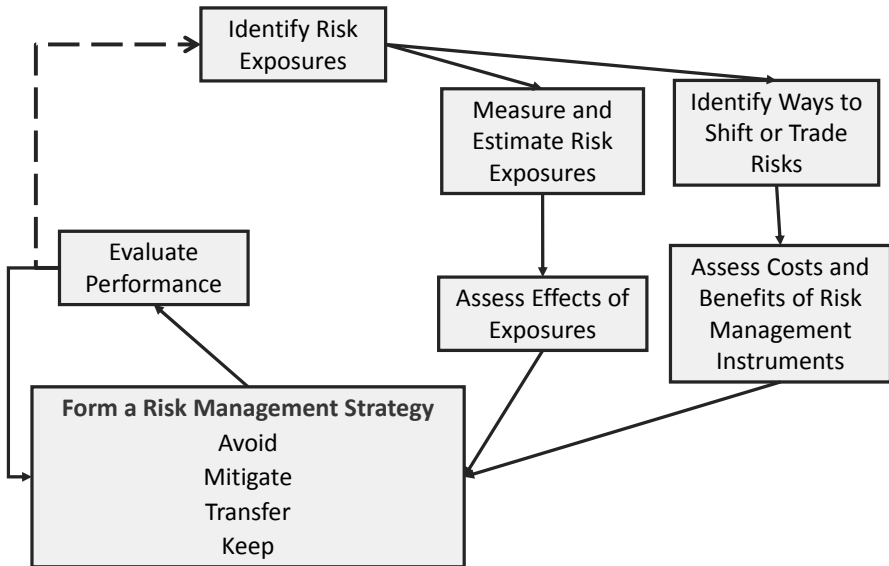 Identify Risk
Exposures
Measure and
Estimate Risk
Exposures
Identify Ways to
Shift or Trade
Risks
Evaluate
Performance
Assess Effects of
Exposures
Assess Costs and
Benefits of Risk
Management
Instruments
Form a Risk Management Strategy
Avoid
Mitigate
Transfer
Keep